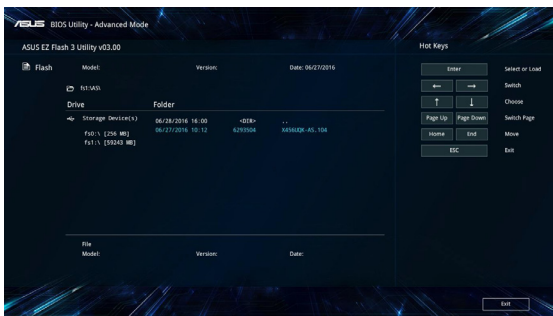 ASUS BIOS Utility - Advanced Mode
ASUS EZ Flash 3 Utility v03.00
Hot Keys
Flash Model: Version: Date: 06/27/2016
fs1:\AS\
Drive Folder
Storage Device(s)
fs0:\ [256 MB]
fs1:\ [59243 MB]
06/28/2016 16:00 <DIR> ..
06/27/2016 10:12 6293504 X456UQK-AS.104
Enter Select or Load
← → Switch
↑ ↓ Choose
Page Up Page Down Switch Page
Home End Move
ESC Exit
File
Model: Version: Date:
Exit